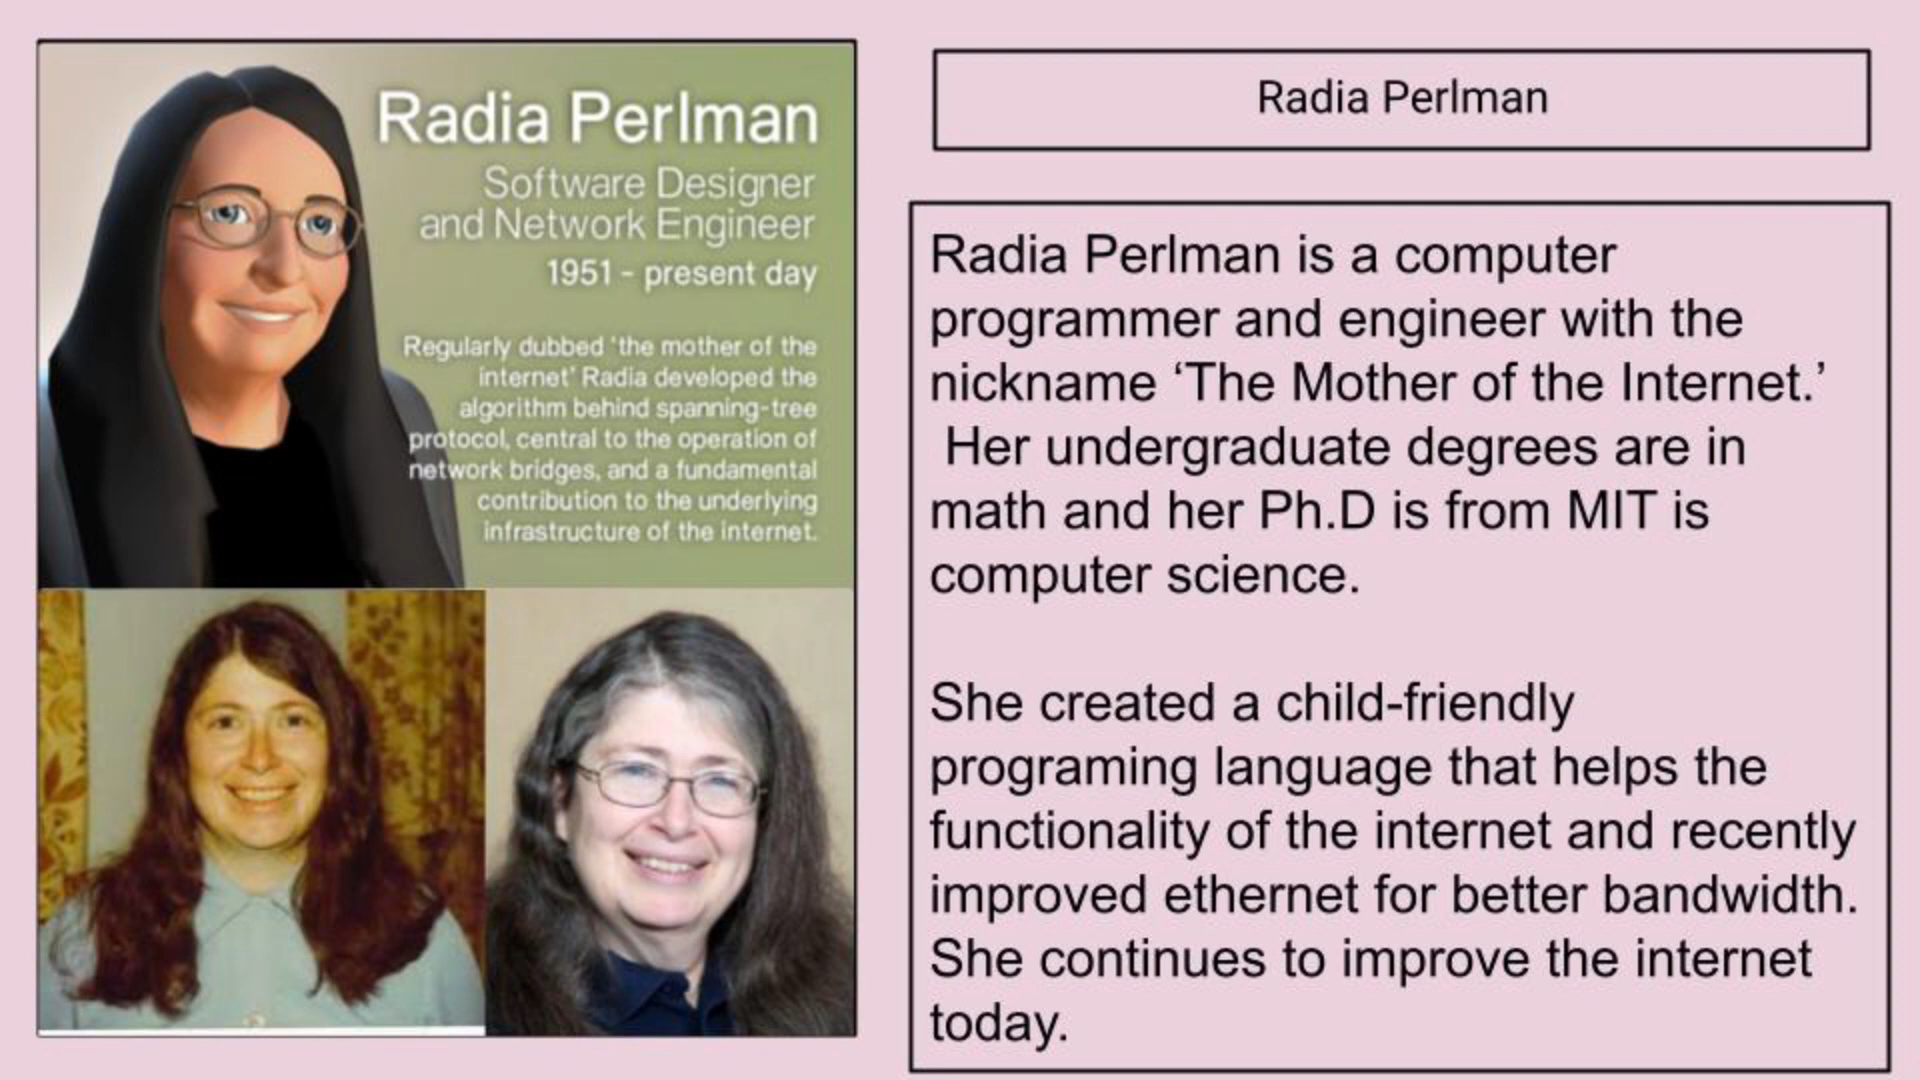 Radia Perlman
Software Designer
and Network Engineer
1951 - present day
Regularly dubbed 'the mother of the
internet' Radia developed the
algorithm behind spanning-tree
protocol, central to the operation of
network bridges, and a fundamental
contribution to the underlying
infrastructure of the internet.
Radia Perlman
Radia Perlman is a computer
programmer and engineer with the
nickname ‘The Mother of the Internet.’
Her undergraduate degrees are in
math and her Ph.D is from MIT is
computer science.
She created a child-friendly
programing language that helps the
functionality of the internet and recently
improved ethernet for better bandwidth.
She continues to improve the internet
today.